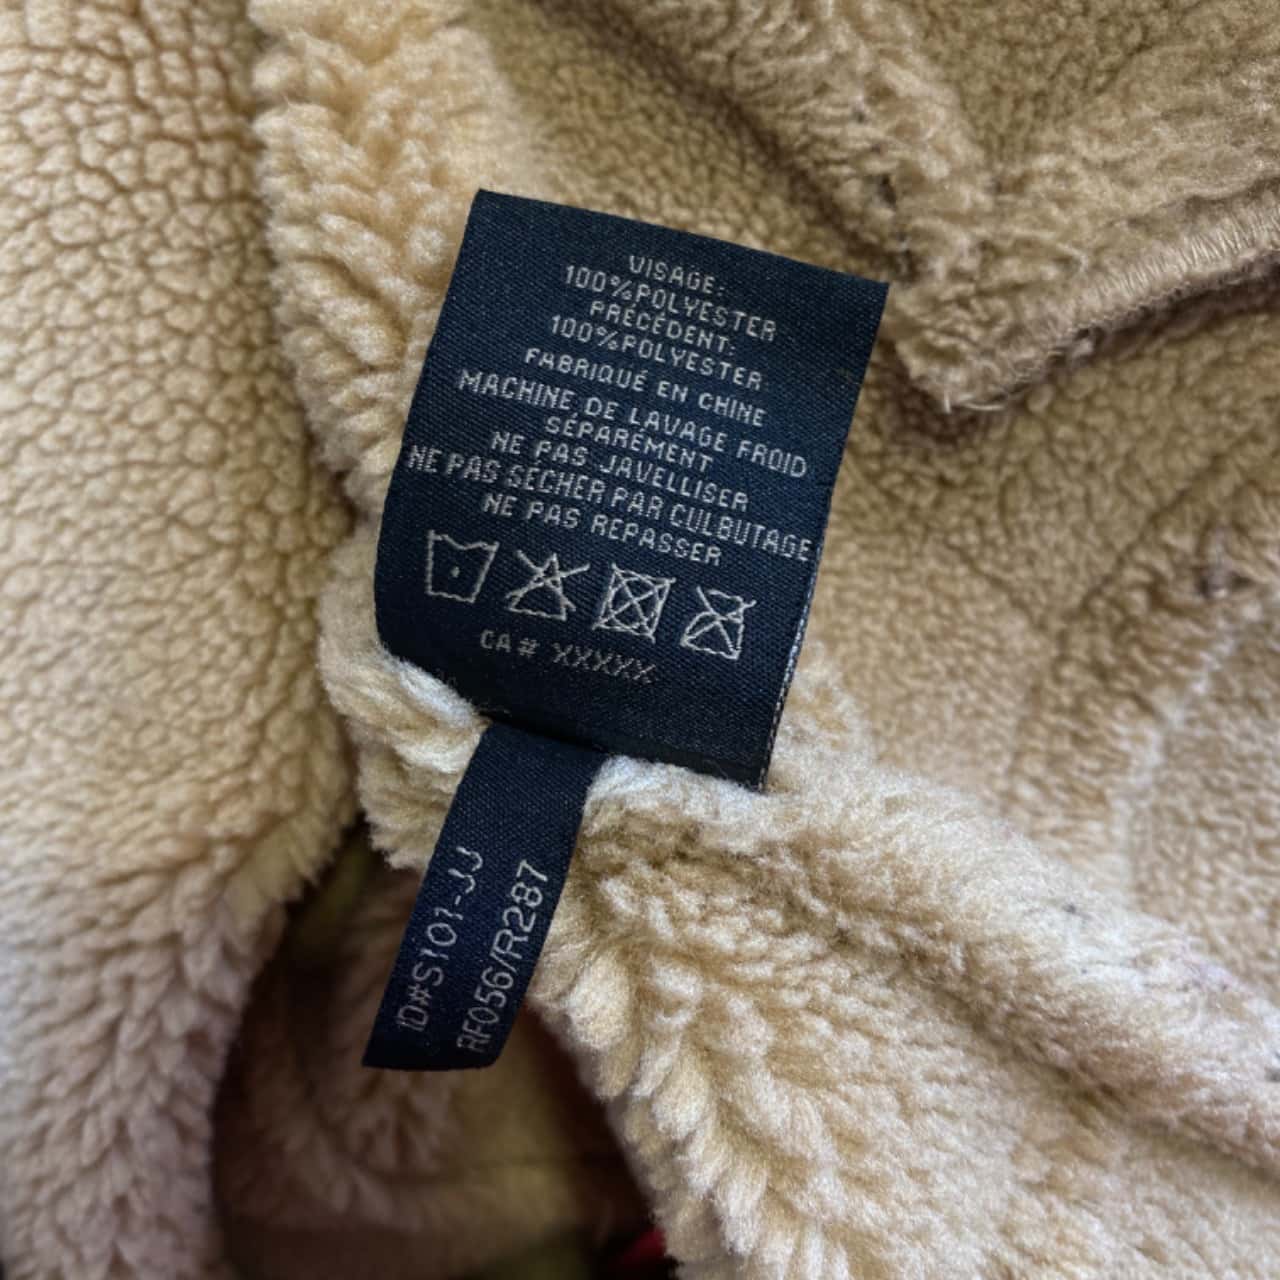 VISAGE:
100%POLYESTER
PRÉCÉDENT:
100%POLYESTER
FABRIQUÉ EN CHINE
MACHINE DE LAVAGE FROID
SÉPARÉMENT
NE PAS JAVELLISER
NE PAS SÉCHER PAR CULBUTAGE
NE PAS REPASSER
CA# XXXXX
ID#S101-JJ
RF056/R287